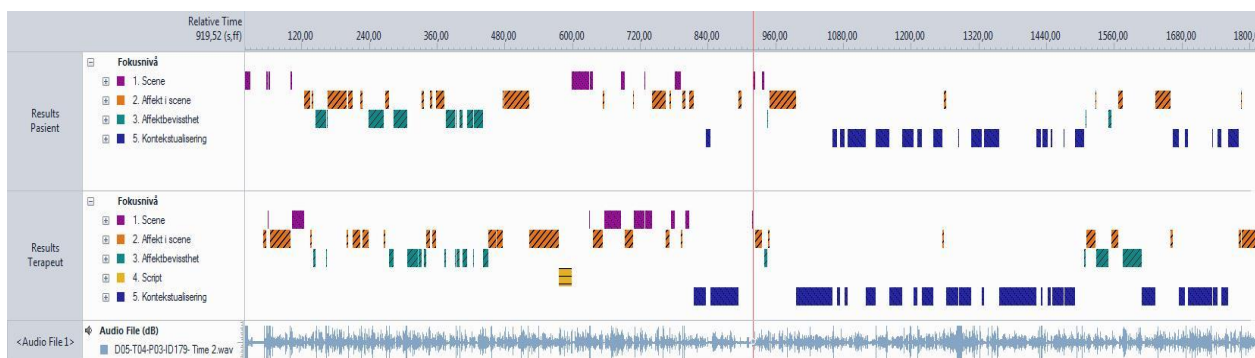 Relative Time
919,52 (s,ff)
120,00 240,00 360,00 480,00 600,00 720,00 840,00 960,00 1080,00 1200,00 1320,00 1440,00 1560,00 1680,00 1800,0
Results
Pasient
Fokusnivå
1. Scene
2. Affekt i scene
3. Affektbevissthet
5. Kontekstualisering
Results
Terapeut
Fokusnivå
1. Scene
2. Affekt i scene
3. Affektbevissthet
4. Script
5. Kontekstualisering
<Audio File 1>
Audio File (dB)
D05-T04-P03-ID179- Time 2.wav